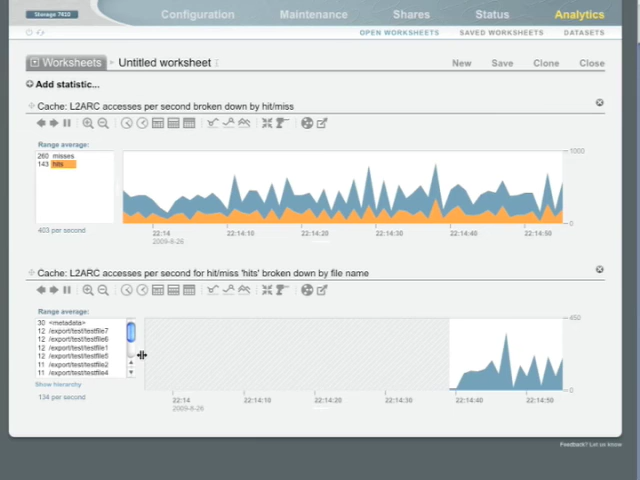 Storage 7410
Configuration Maintenance Shares Status Analytics
OPEN WORKSHEETS SAVED WORKSHEETS DATASETS
Worksheets Untitled worksheet
New Save Clone Close
Add statistic...
Cache: L2ARC accesses per second broken down by hit/miss
Range average:
260 misses
143 hits
403 per second
1000
0
22:14 22:14:10 22:14:20 22:14:30 22:14:40 22:14:50
2009-6-26
Cache: L2ARC accesses per second for hit/miss 'hits' broken down by file name
Range average:
30 <metadata>
12 /export/test/testfile7
12 /export/test/testfile6
12 /export/test/testfile1
12 /export/test/testfile5
11 /export/test/testfile2
11 /export/test/testfile4
Show hierarchy
134 per second
450
0
22:14 22:14:10 22:14:20 22:14:30 22:14:40 22:14:50
2009-6-26
Feedback? Let us know